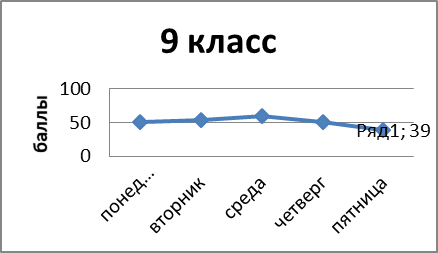 9 класс
баллы
100
50
0
Ряд1; 39
понед...
вторник
среда
четверг
пятница